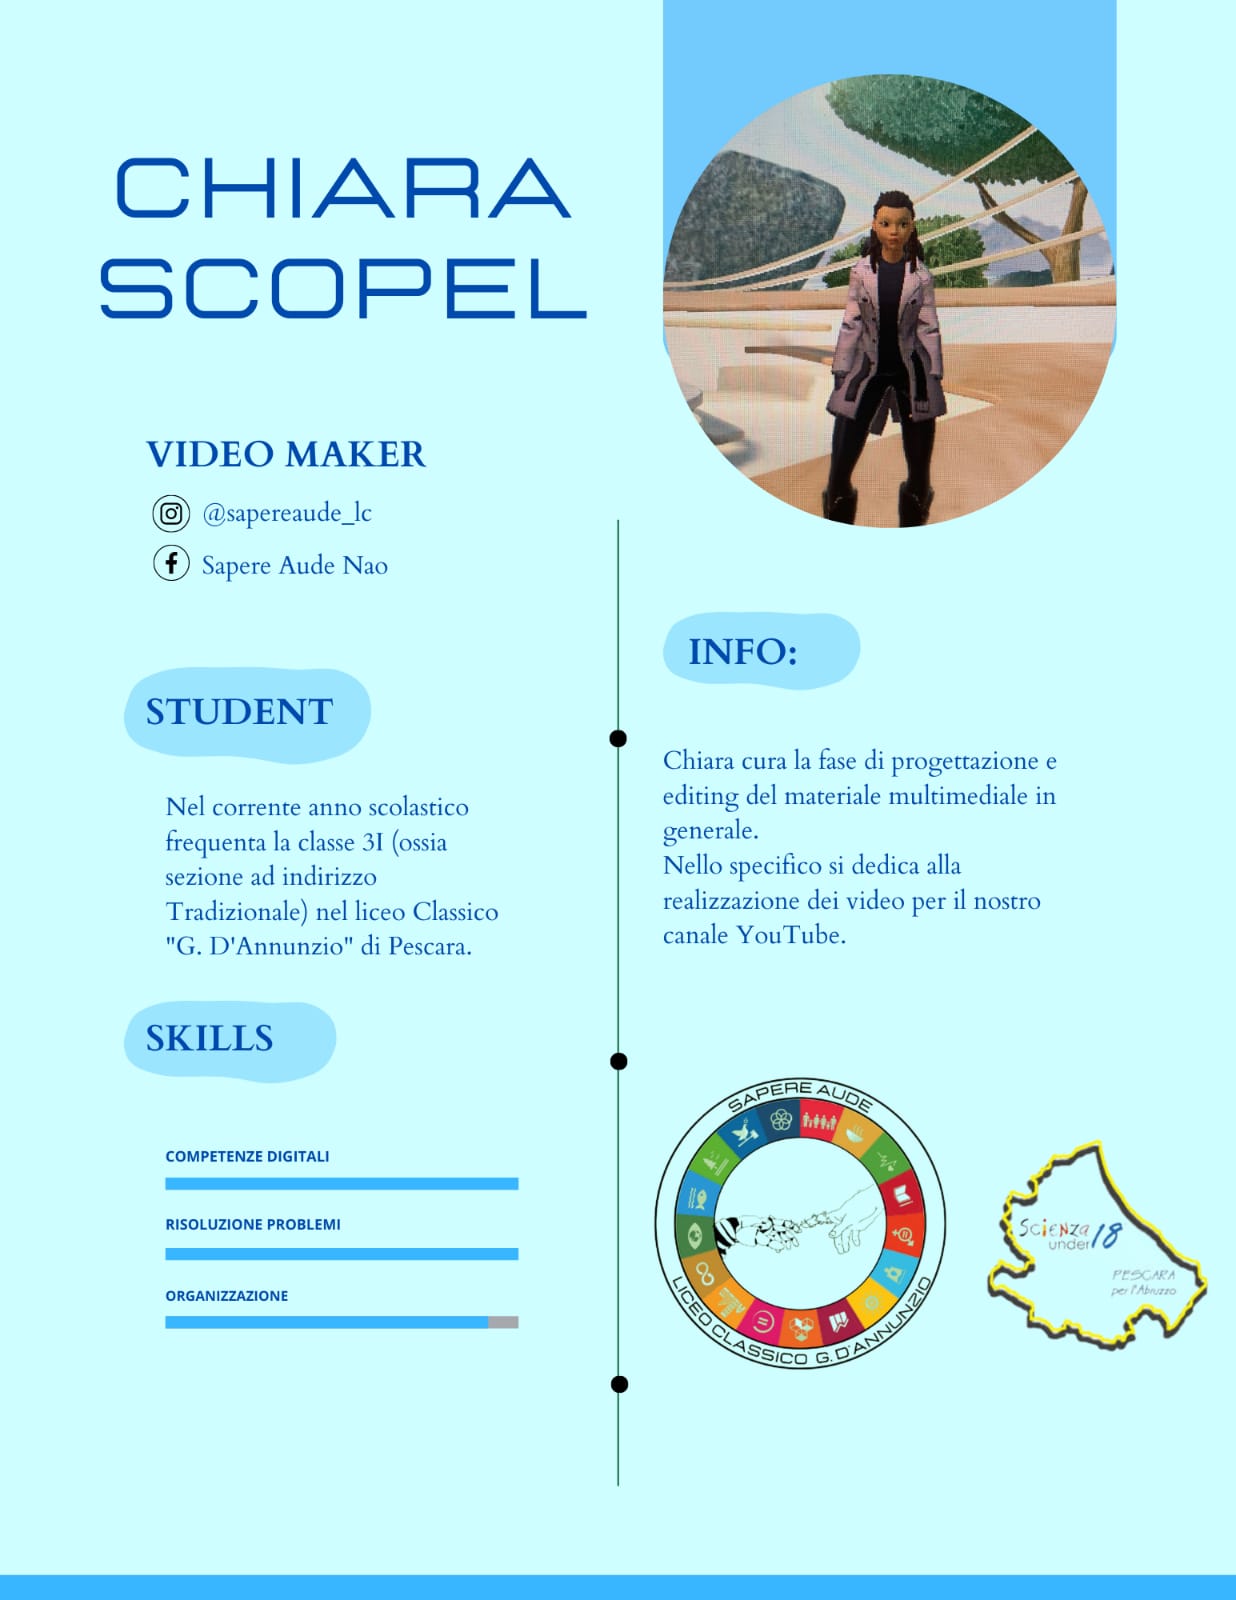 CHIARA
SCOPEL
VIDEO MAKER
@sapereaude_lc
Sapere Aude Nao
STUDENT
Nel corrente anno scolastico
frequenta la classe 3I (ossia
sezione ad indirizzo
Tradizionale) nel liceo Classico
"G. D'Annunzio" di Pescara.
SKILLS
COMPETENZE DIGITALI
RISOLUZIONE PROBLEMI
ORGANIZZAZIONE
INFO:
Chiara cura la fase di progettazione e
editing del materiale multimediale in
generale.
Nello specifico si dedica alla
realizzazione dei video per il nostro
canale YouTube.
SAPERE AUDE
LICEO CLASSICO G. D'ANNUNZIO
Scienza
under 18
PESCARA
per l'Abruzzo